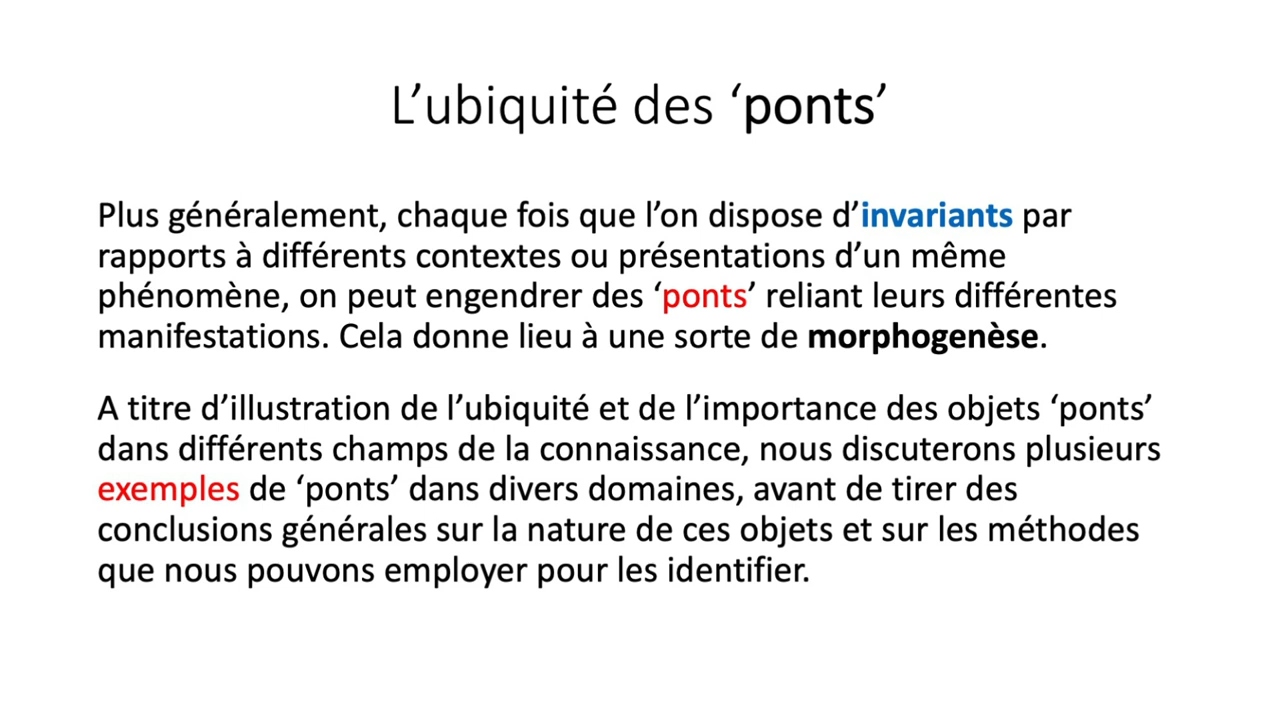 L’ubiquité des ‘ponts’
Plus généralement, chaque fois que l’on dispose d’invariants par
rapports à différents contextes ou présentations d’un même
phénomène, on peut engendrer des ‘ponts’ reliant leurs différentes
manifestations. Cela donne lieu à une sorte de morphogenèse.
A titre d’illustration de l’ubiquité et de l’importance des objets ‘ponts’
dans différents champs de la connaissance, nous discuterons plusieurs
exemples de ‘ponts’ dans divers domaines, avant de tirer des
conclusions générales sur la nature de ces objets et sur les méthodes
que nous pouvons employer pour les identifier.